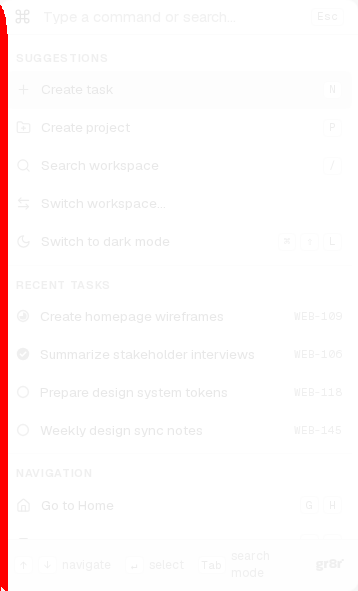 ⌘ Type a command or search... Esc
SUGGESTIONS
Create task N
Create project P
Search workspace /
Switch workspace...
Switch to dark mode ⌘ ⇧ L
RECENT TASKS
Create homepage wireframes WEB-109
Summarize stakeholder interviews WEB-106
Prepare design system tokens WEB-116
Weekly design sync notes WEB-145
NAVIGATION
Go to Home G H
↑ ↓ navigate ↵ select Tab search mode gr8r